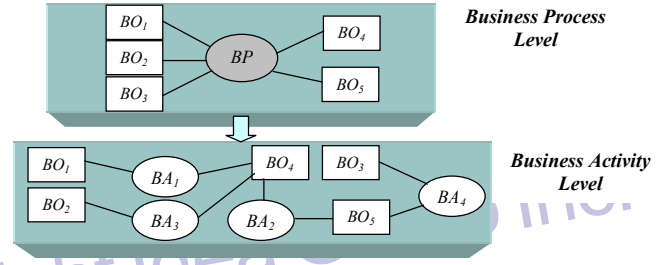 BO1
BO2
BO3
BP
BO4
BO5
Business Process
Level
BO1
BO2
BA1
BA3
BO4
BA2
BO3
BO5
BA4
Business Activity
Level